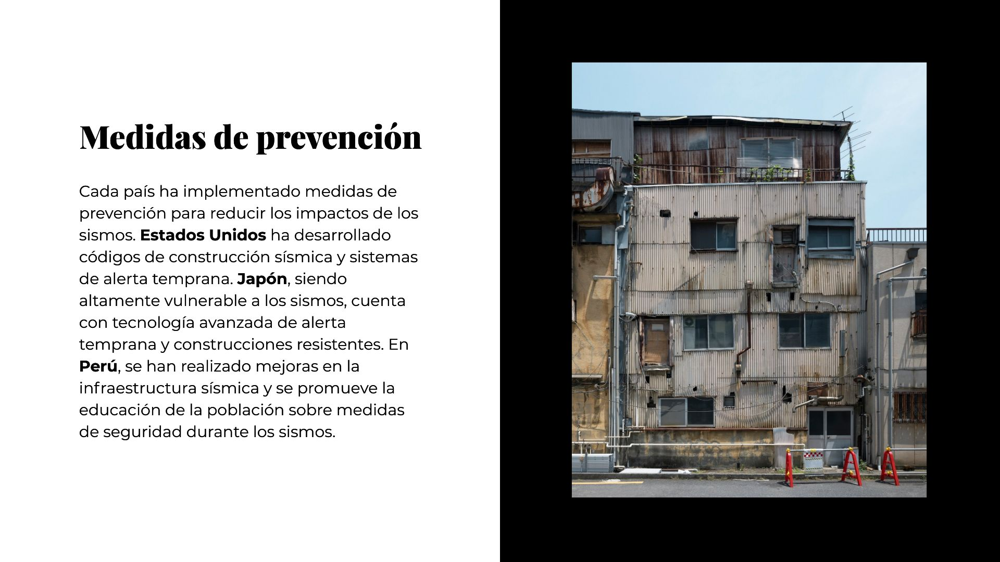 Medidas de prevención
Cada país ha implementado medidas de
prevención para reducir los impactos de los
sismos. Estados Unidos ha desarrollado
códigos de construcción sísmica y sistemas
de alerta temprana. Japón, siendo
altamente vulnerable a los sismos, cuenta
con tecnología avanzada de alerta
temprana y construcciones resistentes. En
Perú, se han realizado mejoras en la
infraestructura sísmica y se promueve la
educación de la población sobre medidas
de seguridad durante los sismos.